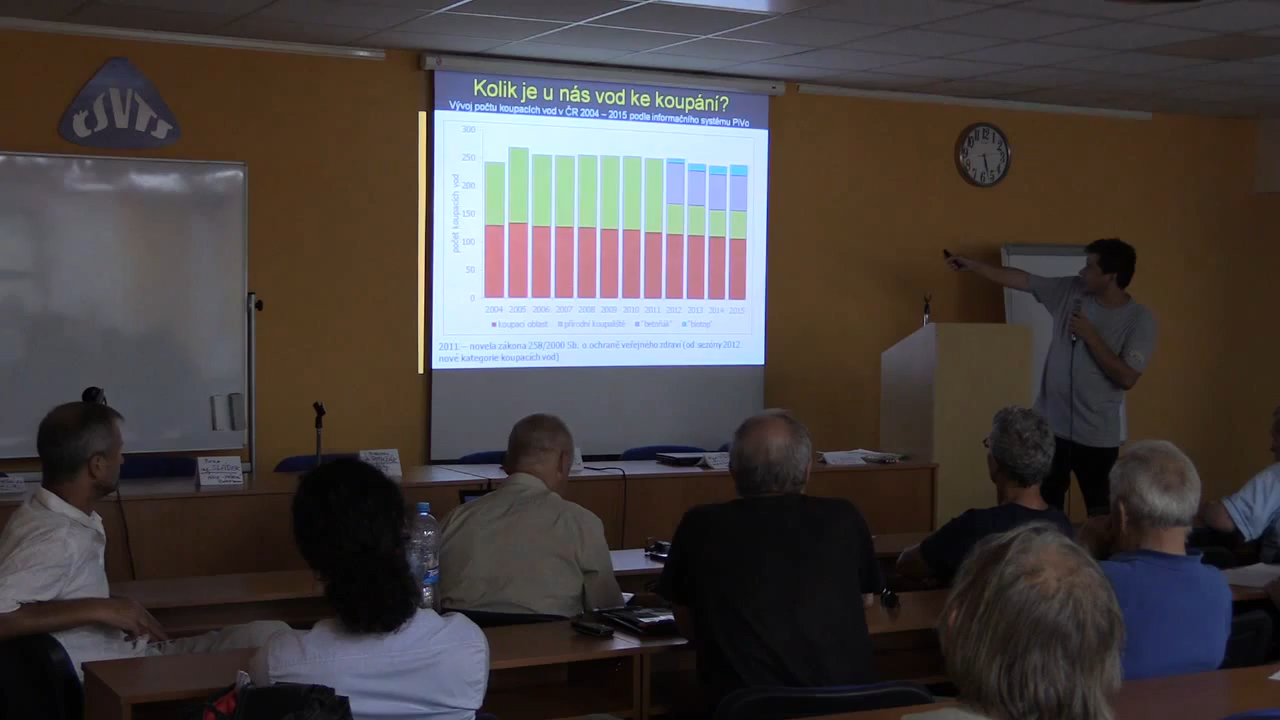 ČSVTS
Kolik je u nás vod ke koupání?
Vývoj počtu koupacích vod v ČR 2004 – 2015 podle informačního systému PiVo
300
250
200
150
100
50
0
počet koupacích vod
2004 2005 2006 2007 2008 2009 2010 2011 2012 2013 2014 2015
koupací oblast přírodní koupaliště "betoňák" "biotop"
2011 – novela zákona 258/2000 Sb. o ochraně veřejného zdraví (od sezóny 2012
nové kategorie koupacích vod)